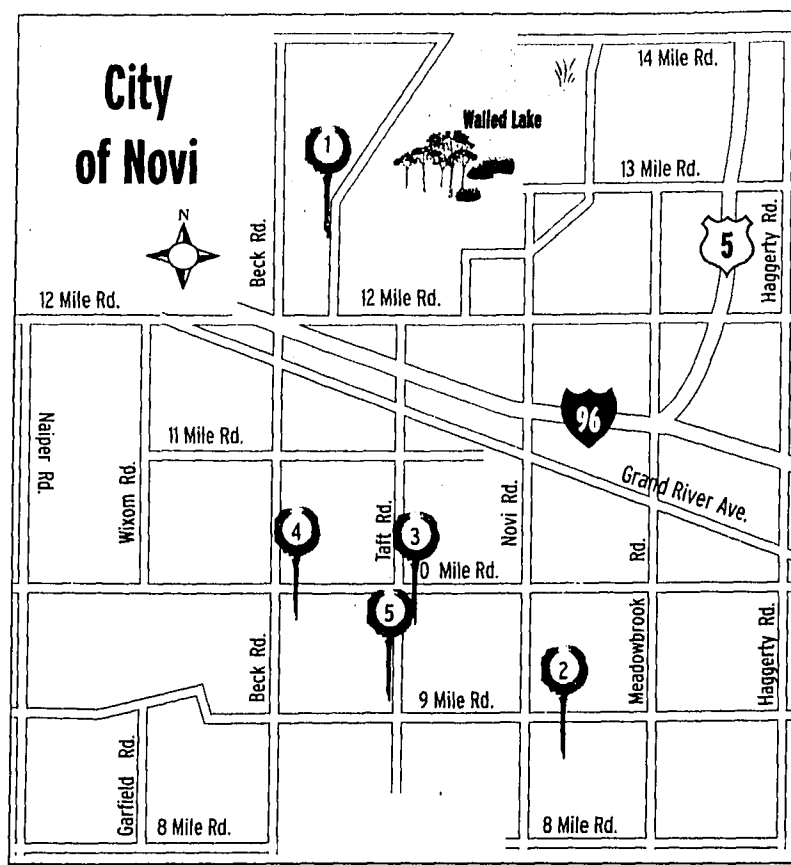 City
of Novi
N
14 Mile Rd.
Walled Lake
1
13 Mile Rd.
Beck Rd.
5
Haggerty Rd.
12 Mile Rd.
12 Mile Rd.
96
11 Mile Rd.
Naiper Rd.
Wixom Rd.
Grand River Ave.
Novi Rd.
Taft Rd.
4
3
Rd.
0 Mile Rd.
5
Meadowbrook
2
Beck Rd.
Haggerty Rd.
9 Mile Rd.
Garfield Rd.
8 Mile Rd.
8 Mile Rd.